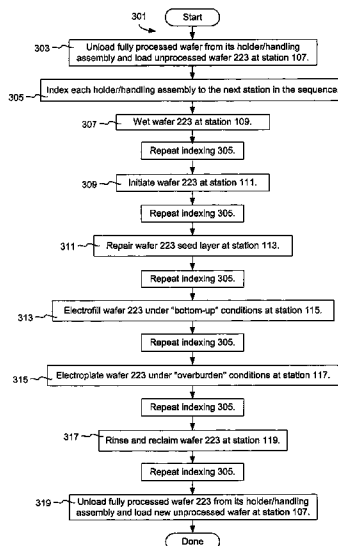 301
Start
303
Unload fully processed wafer from its holder/handling
assembly and load unprocessed wafer 223 at station 107.
Index each holder/handling assembly to the next station in the sequence.
305
307
Wet wafer 223 at station 109.
Repeat indexing 305.
309
Initiate wafer 223 at station 111.
Repeat indexing 305.
311
Repair wafer 223 seed layer at station 113.
Repeat indexing 305.
Electrofill wafer 223 under "bottom-up" conditions at station 115.
313
Repeat indexing 305.
Electroplate wafer 223 under "overburden" conditions at station 117.
315
Repeat indexing 305.
317
Rinse and reclaim wafer 223 at station 119.
Repeat indexing 305.
319
Unload fully processed wafer 223 from its holder/handling
assembly and load new unprocessed wafer at station 107.
Done